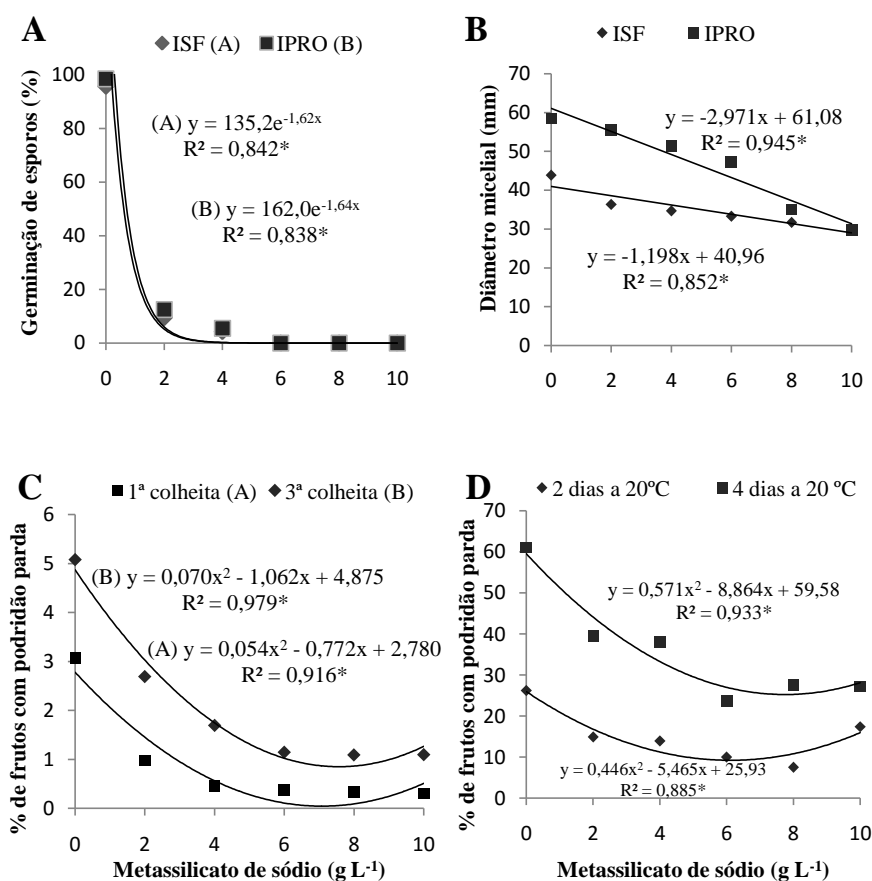 A
ISF (A) IPRO (B)
Germinação de esporos (%)
100
80
60
40
20
0
(A) y = 135,2e-1,62x
R² = 0,842*
(B) y = 162,0e-1,64x
R² = 0,838*
0 2 4 6 8 10
B
ISF IPRO
Diâmetro micelial (mm)
70
60
50
40
30
20
10
0
y = -2,971x + 61,08
R² = 0,945*
y = -1,198x + 40,96
R² = 0,852*
0 2 4 6 8 10
C
1ª colheita (A) 3ª colheita (B)
% de frutos com podridão parda
6
5
4
3
2
1
0
(B) y = 0,070x² - 1,062x + 4,875
R² = 0,979*
(A) y = 0,054x² - 0,772x + 2,780
R² = 0,916*
0 2 4 6 8 10
Metassilicato de sódio (g L-1)
D
2 dias a 20ºC 4 dias a 20 ºC
% de frutos com podridão parda
70
60
50
40
30
20
10
0
y = 0,571x² - 8,864x + 59,58
R² = 0,933*
y = 0,446x² - 5,465x + 25,93
R² = 0,885*
0 2 4 6 8 10
Metassilicato de sódio (g L-1)